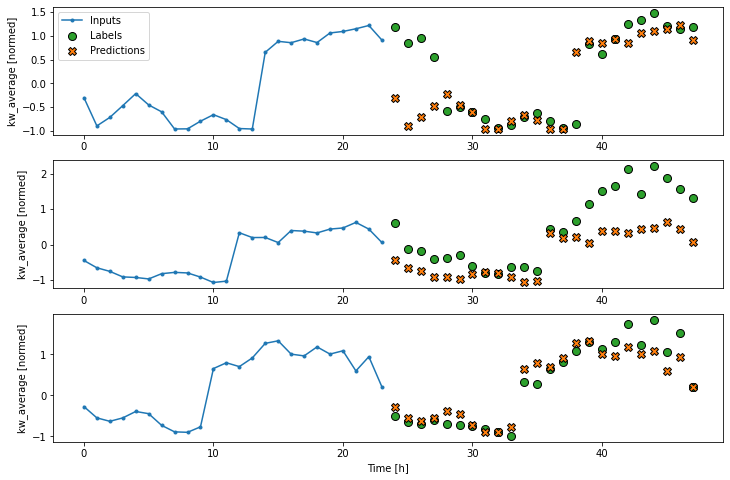 1.5
1.0
0.5
0.0
−0.5
−1.0
kw_average [normed]
Inputs
Labels
Predictions
0 10 20 30 40
2
1
0
−1
kw_average [normed]
0 10 20 30 40
1
0
−1
kw_average [normed]
0 10 20 30 40
Time [h]